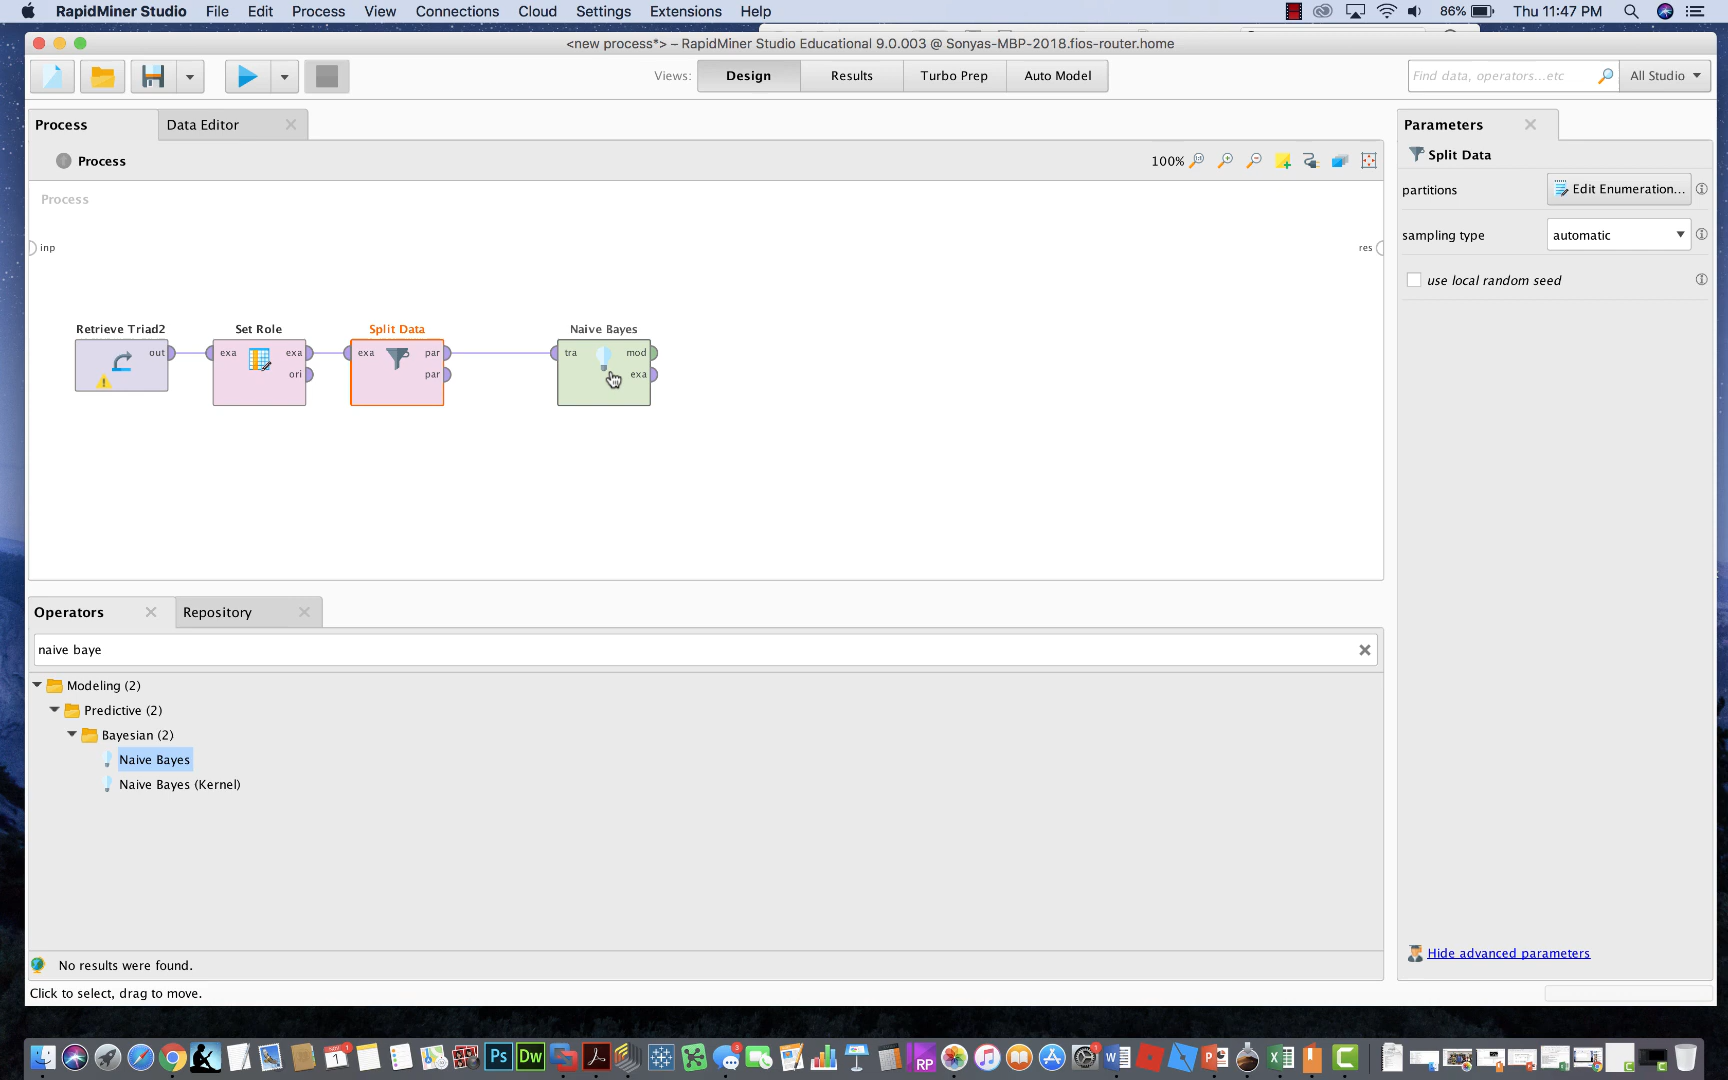 RapidMiner Studio File Edit Process View Connections Cloud Settings Extensions Help 86% Thu 11:47 PM
<new process*> – RapidMiner Studio Educational 9.0.003 @ Sonyas-MBP-2018.fios-router.home
Views: Design Results Turbo Prep Auto Model Find data, operators...etc All Studio
Process Data Editor Parameters
Process 100% Split Data
Process
partitions Edit Enumeration...
inp res
sampling type automatic
use local random seed
Retrieve Triad2 Set Role Split Data Naive Bayes
out exa exa exa par tra mod
ori par exa
Operators Repository
naive baye
Modeling (2)
Predictive (2)
Bayesian (2)
Naive Bayes
Naive Bayes (Kernel)
Hide advanced parameters
No results were found.
Click to select, drag to move.
Ps Dw RP